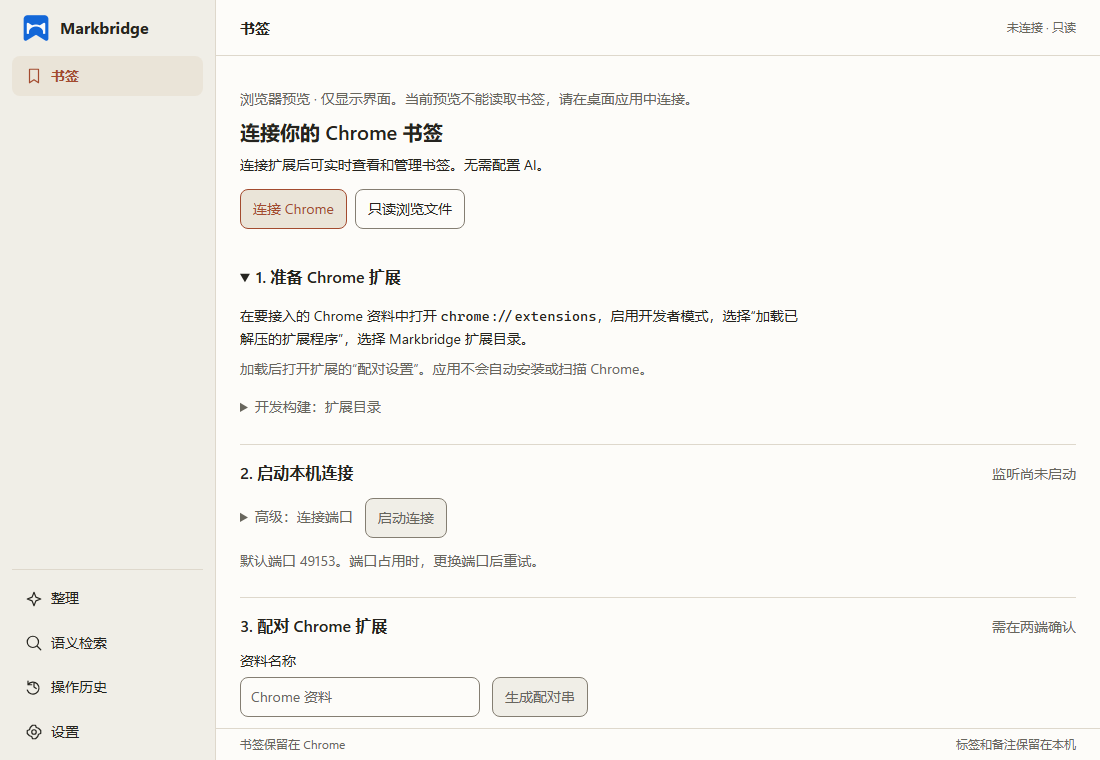 Markbridge
书签
整理
语义检索
操作历史
设置
书签
未连接 · 只读
浏览器预览 · 仅显示界面。当前预览不能读取书签，请在桌面应用中连接。
连接你的 Chrome 书签
连接扩展后可实时查看和管理书签。无需配置 AI。
连接 Chrome
只读浏览文件
1. 准备 Chrome 扩展
在要接入的 Chrome 资料中打开 chrome://extensions，启用开发者模式，选择“加载已
解压的扩展程序”，选择 Markbridge 扩展目录。
加载后打开扩展的“配对设置”。应用不会自动安装或扫描 Chrome。
开发构建：扩展目录
2. 启动本机连接
监听尚未启动
高级：连接端口
启动连接
默认端口 49153。端口占用时，更换端口后重试。
3. 配对 Chrome 扩展
需在两端确认
资料名称
Chrome 资料
生成配对串
书签保留在 Chrome
标签和备注保留在本机